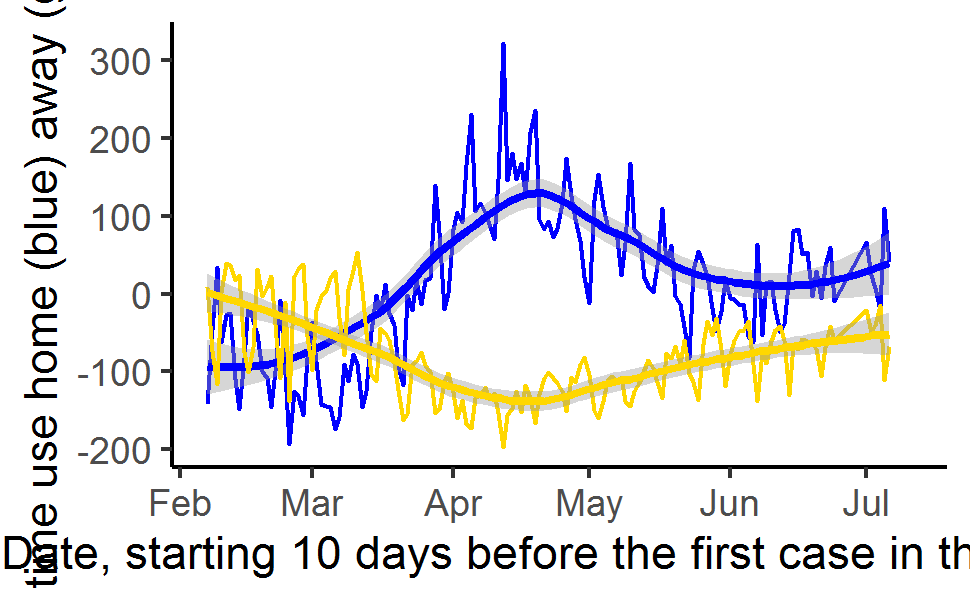 time use home (blue) away (
300
200
100
0
-100
-200
Feb Mar Apr May Jun Jul
Date, starting 10 days before the first case in th